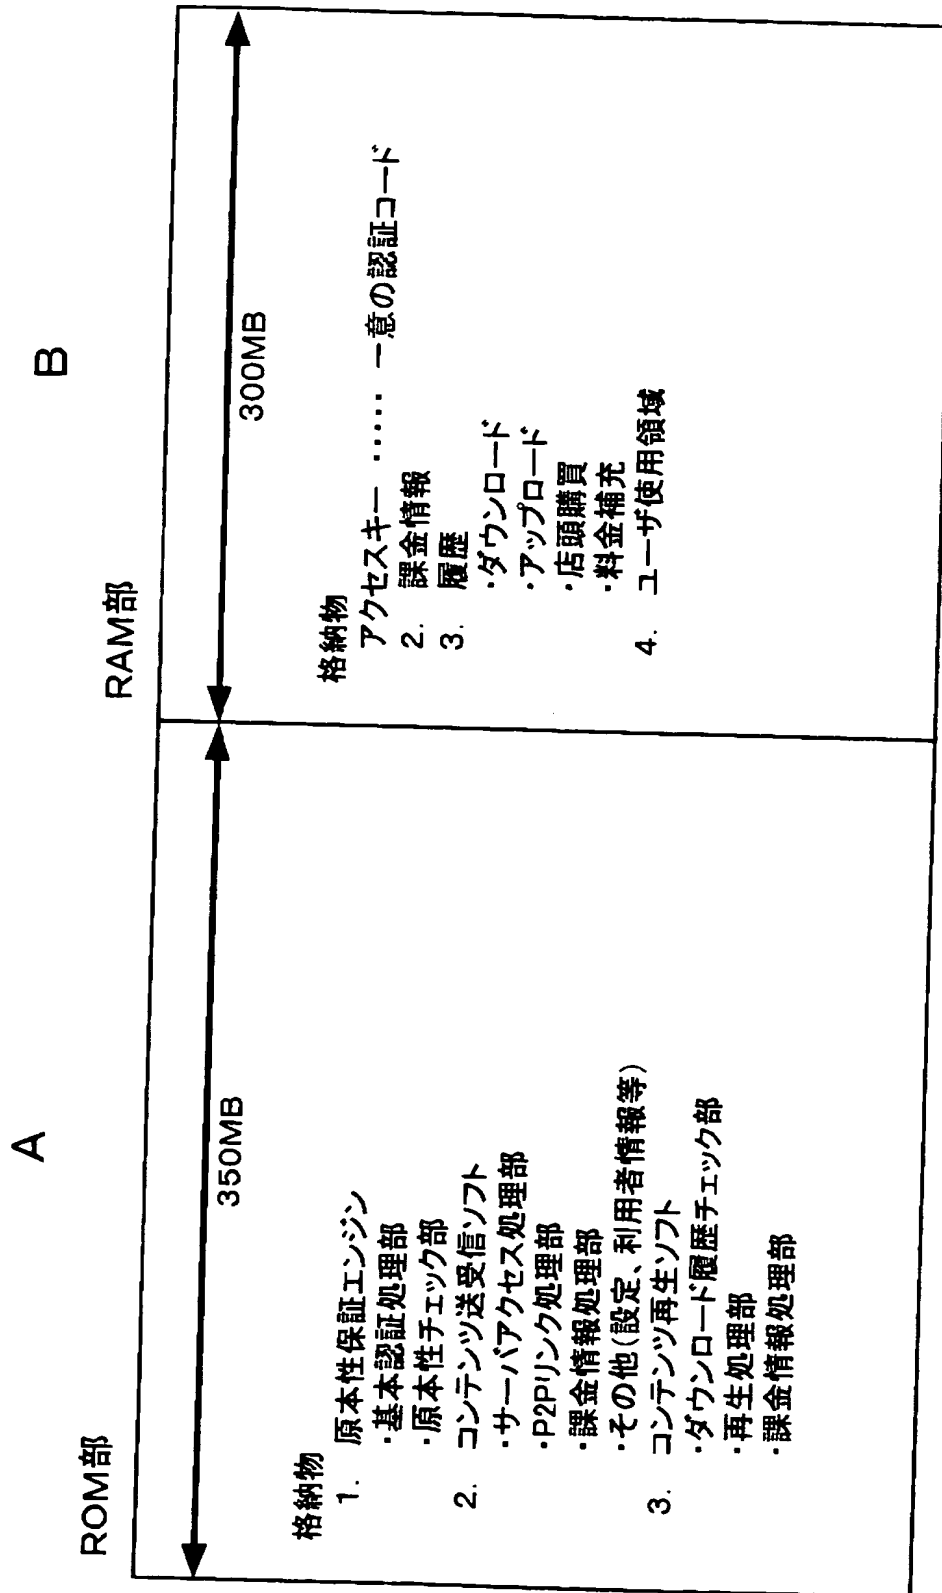 A
ROM部
350MB
格納物
1. 原本性保証エンジン
・基本認証処理部
・原本性チェック部
2. コンテンツ送受信ソフト
・サーバアクセス処理部
・P2Pリンク処理部
・課金情報処理部
・その他(設定、利用者情報等)
3. コンテンツ再生ソフト
・ダウンロード履歴チェック部
・再生処理部
・課金情報処理部
B
RAM部
300MB
格納物
アクセスキー ‥‥‥ 一意の認証コード
2. 課金情報
3. 履歴
・ダウンロード
・アップロード
・店頭購買
・料金補充
4. ユーザ使用領域